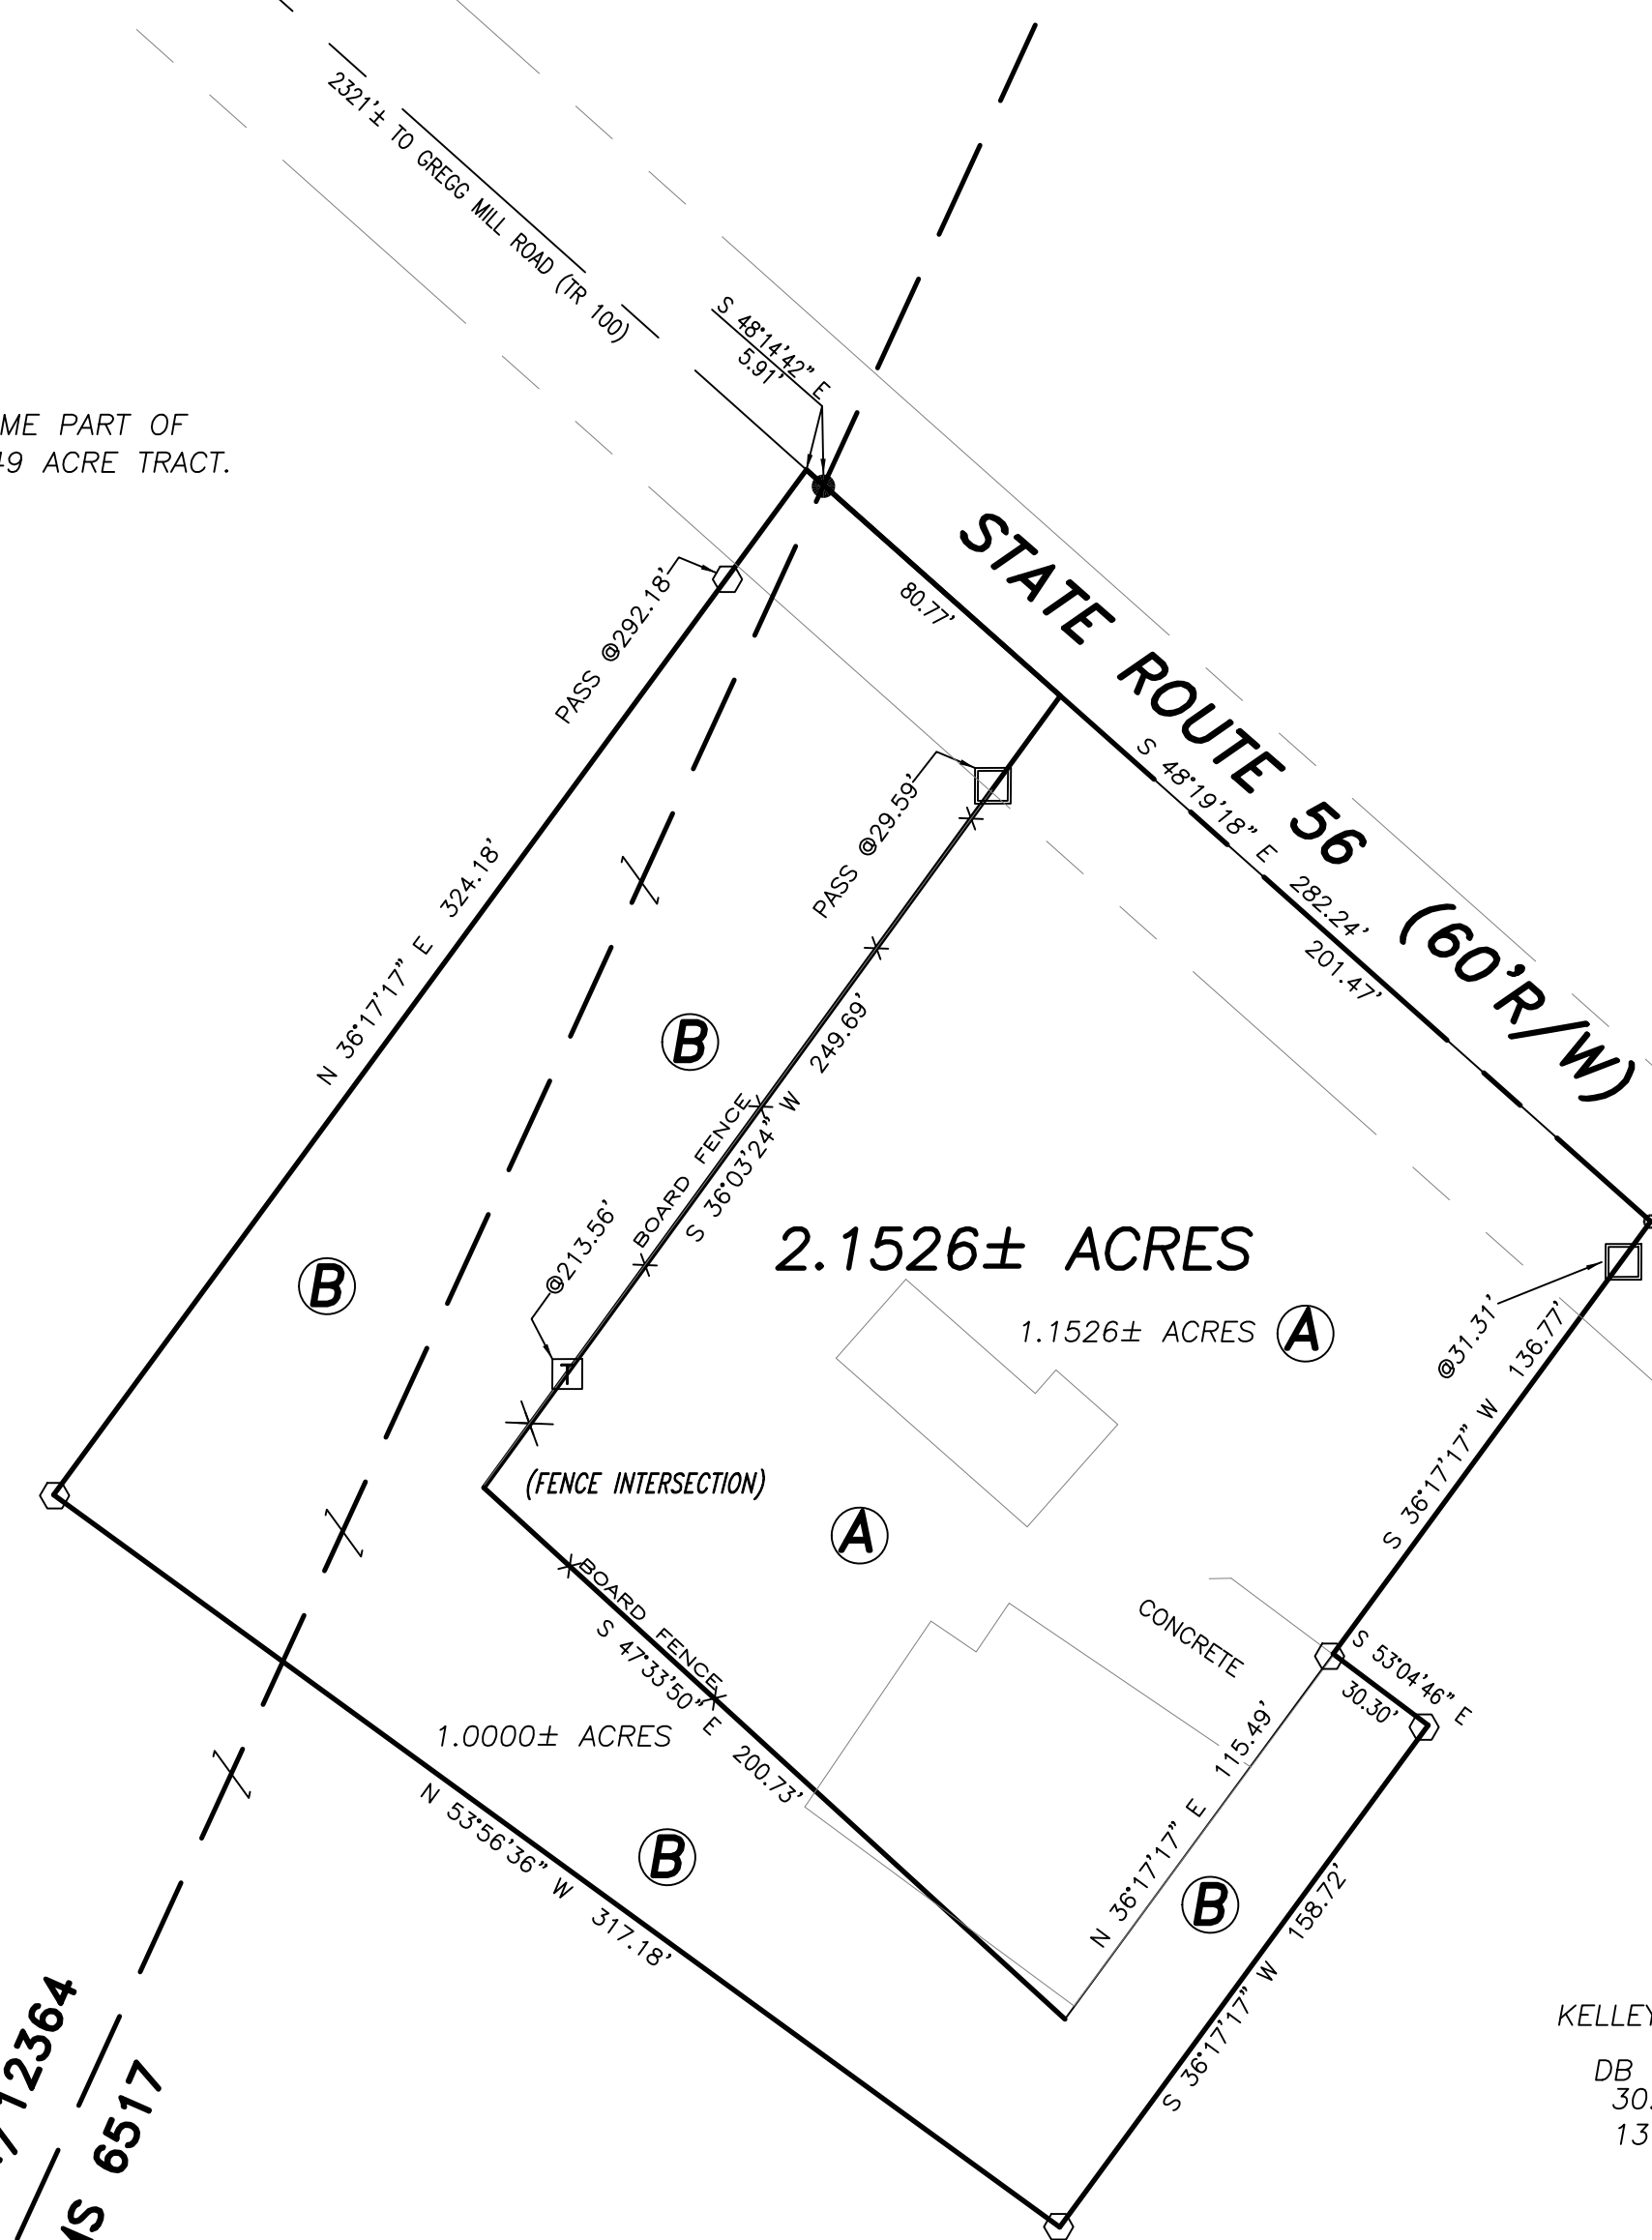 2321'± TO GREGG MILL ROAD (TR 100)
S 48°14'42" E
5.91'
ME PART OF
49 ACRE TRACT.
STATE ROUTE 56 (60'R/W)
80.77'
PASS @292.18'
S 48°19'18" E 282.24'
201.47'
PASS @29.59'
N 36°17'17" E 324.18'
B
BOARD FENCE
S 36°03'24" W 249.69'
@213.56'
2.1526± ACRES
B
1.1526± ACRES
A
@31.31'
S 36°17'17" W 136.77'
T
(FENCE INTERSECTION)
A
BOARD FENCE
S 47°33'50" E 200.73'
CONCRETE
S 53°04'46" E
30.30'
1.0000± ACRES
N 53°56'36" W 317.18'
B
N 36°17'17" E 115.49'
B
S 36°17'17" W 158.72'
12364
6517
KELLEY
DB
30.
13